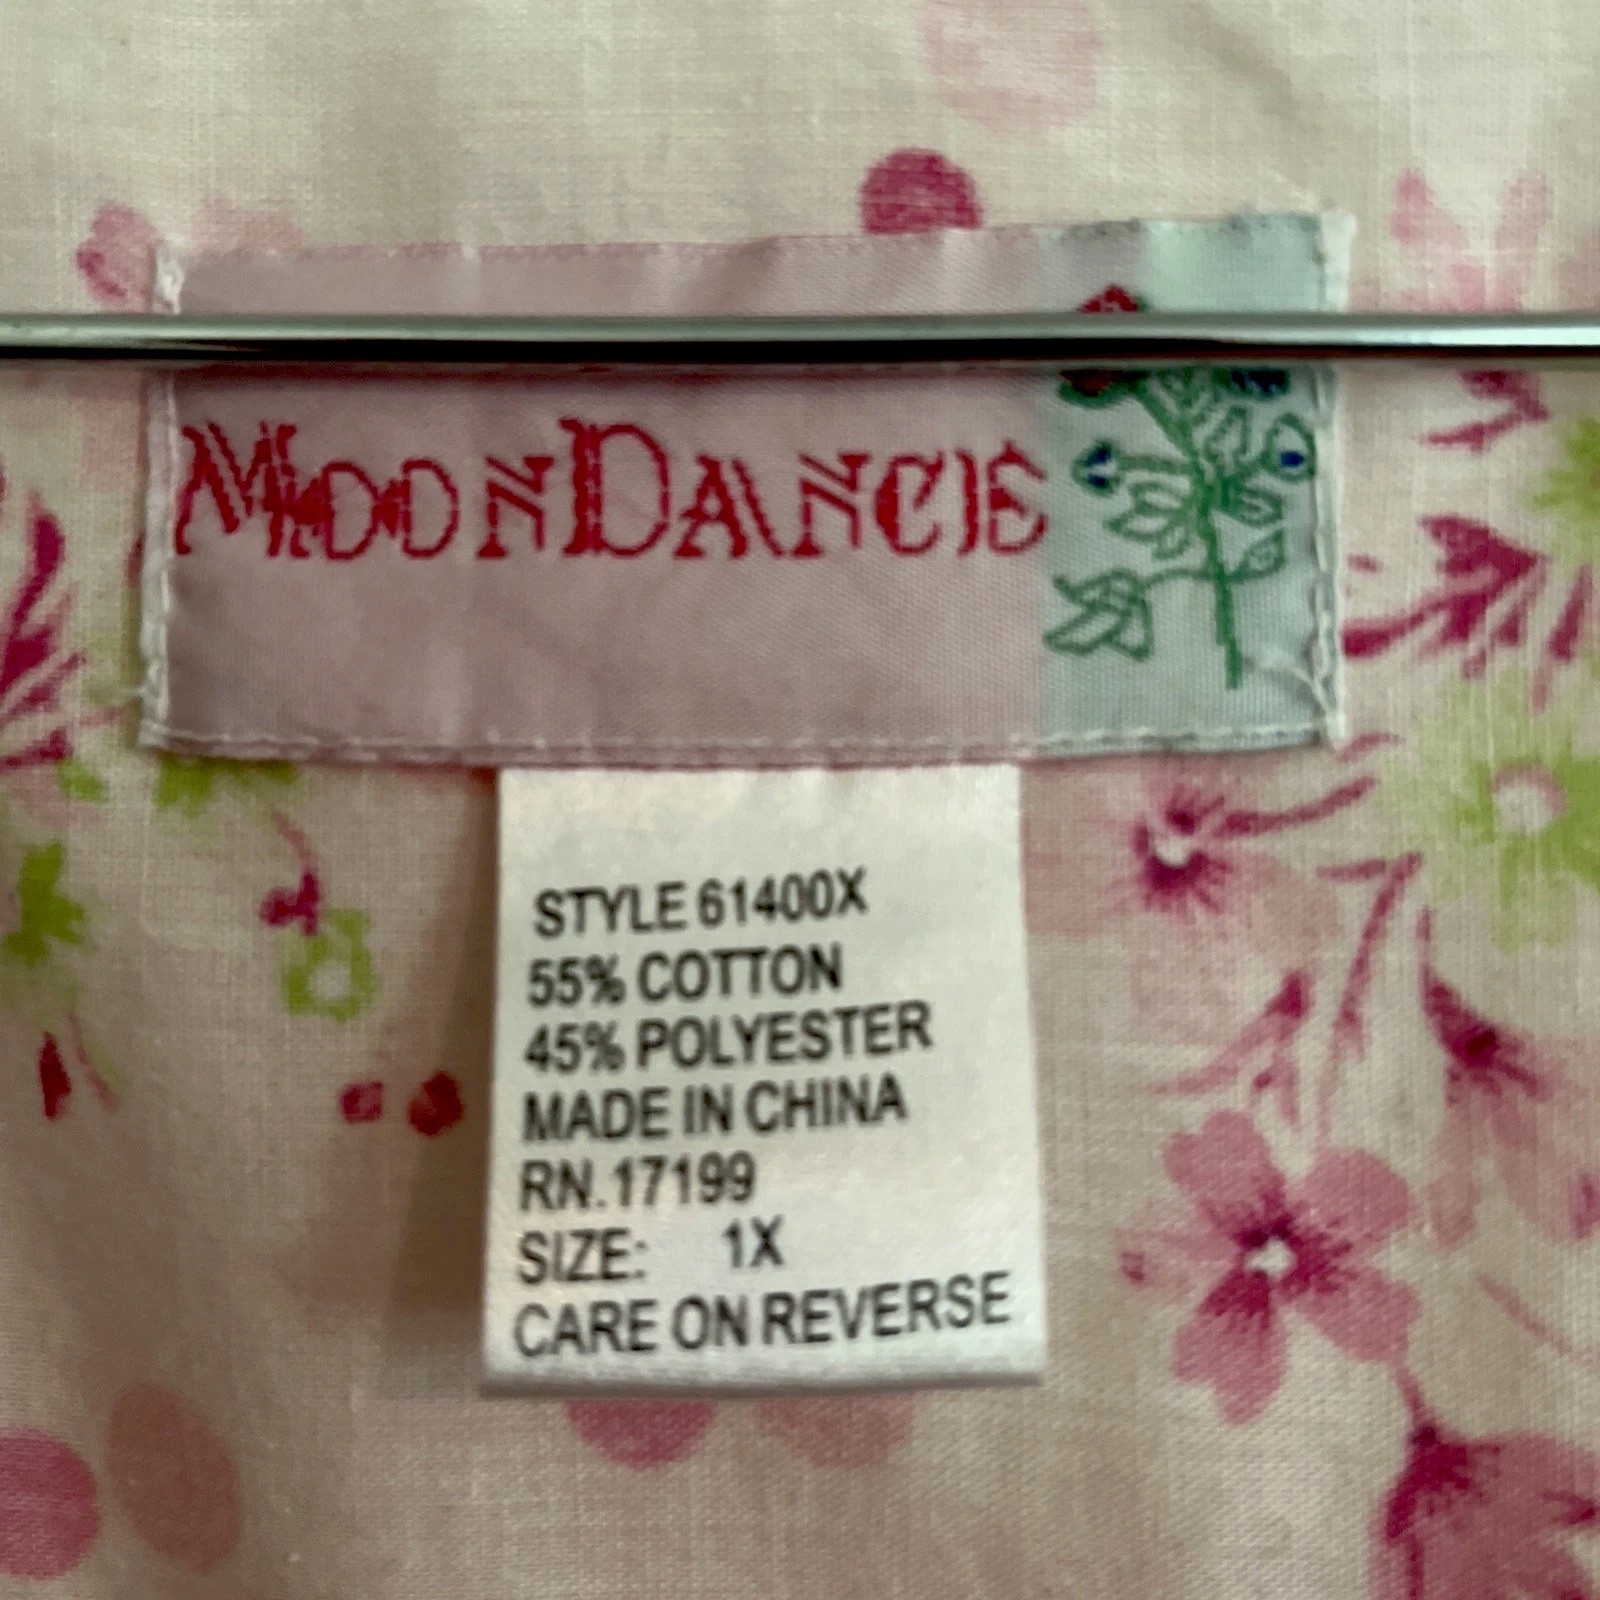 MOONDANCE
STYLE 61400X
55% COTTON
45% POLYESTER
MADE IN CHINA
RN.17199
SIZE: 1X
CARE ON REVERSE